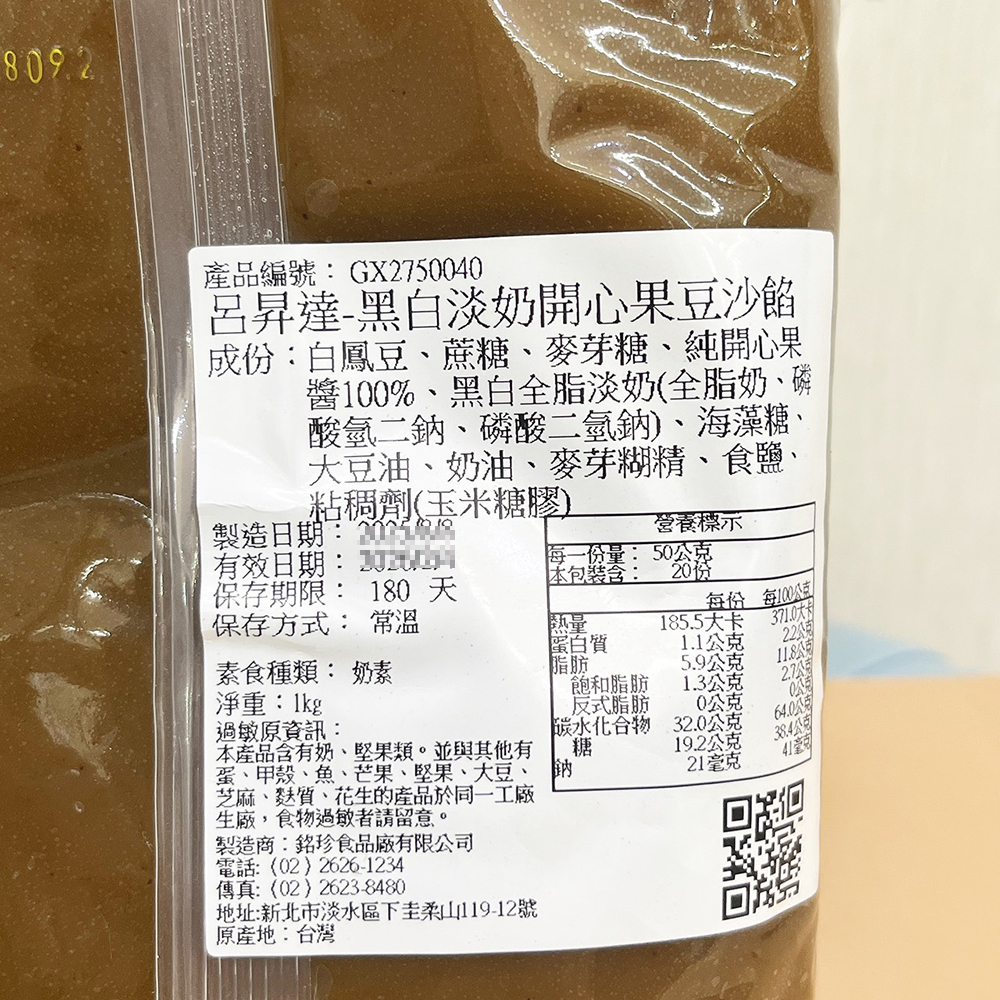 8092
產品編號： GX2750040
呂昇達-黑白淡奶開心果豆沙餡
成份：白鳳豆、蔗糖、麥芽糖、純開心果
醬100%、黑白全脂淡奶(全脂奶、磷
酸氫二鈉、磷酸二氫鈉)、海藻糖、
大豆油、奶油、麥芽糊精、食鹽、
粘稠劑(玉米糖膠)
製造日期：
有效日期：
保存期限： 180 天
保存方式： 常溫
素食種類： 奶素
淨重：1kg
過敏原資訊：
本產品含有奶、堅果類。並與其他有
蛋、甲殼、魚、芒果、堅果、大豆、
芝麻、麩質、花生的產品於同一工廠
生廠，食物過敏者請留意。
製造商：銘珍食品廠有限公司
電話:（02）2626-1234
傳真:（02）2623-8480
地址:新北市淡水區下圭柔山119-12號
原產地：台灣
營養標示
每一份量： 50公克
本包裝含： 20份
每份 每100公克
熱量 185.5大卡 371.0大卡
蛋白質 1.1公克 2.2公克
脂肪 5.9公克 11.8公克
飽和脂肪 1.3公克 2.7公克
反式脂肪 0公克 0公克
碳水化合物 32.0公克 64.0公克
糖 19.2公克 38.4公克
鈉 21毫克 41毫克